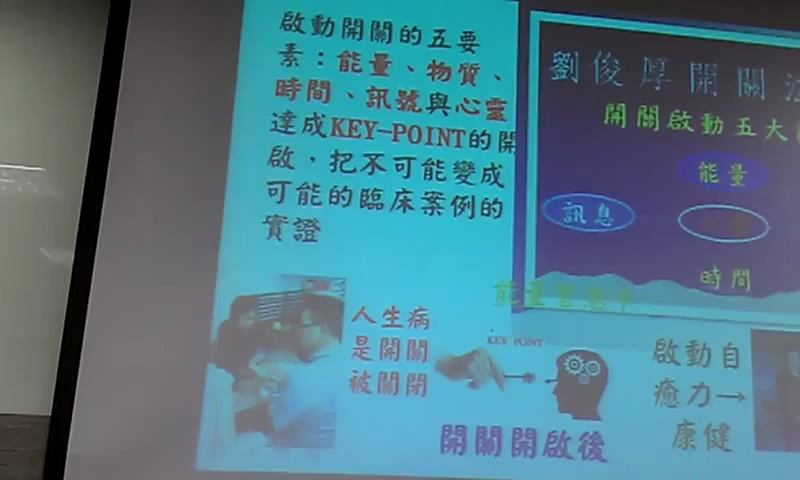 啟動開關的五要
素：能量、物質、
時間、訊號與心靈
達成KEY-POINT的開
啟，把不可能變成
可能的臨床案例的
實證
劉俊厚開關法
開關啟動五大
能量
訊息
時間
人生病
是開關
被關閉
KEY POINT
開關開啟後
啟動自
癒力→
康健